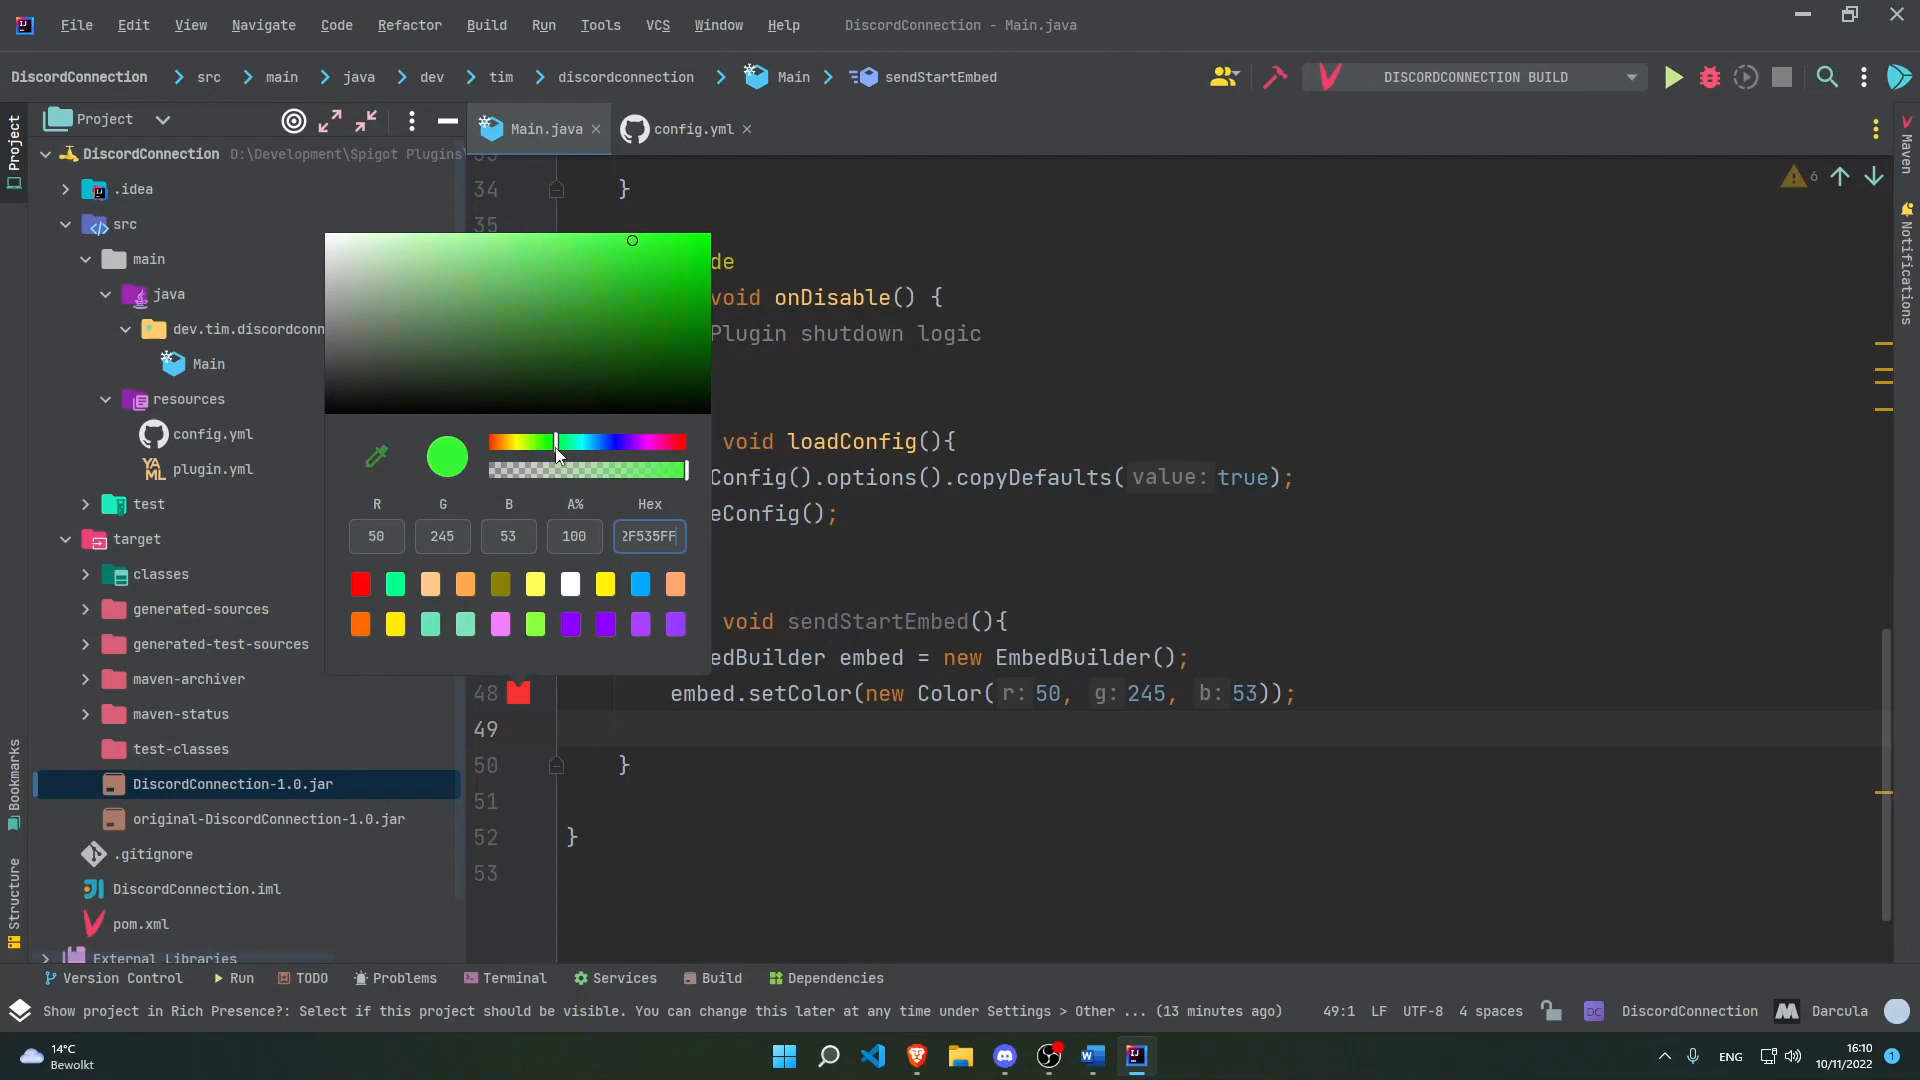 File Edit View Navigate Code Refactor Build Run Tools VCS Window Help DiscordConnection - Main.java
DiscordConnection src main java dev tim discordconnection Main sendStartEmbed DISCORDCONNECTION BUILD
Project
Project
Main.java
config.yml
Maven
Notifications
Bookmarks
Structure
DiscordConnection D:\Development\Spigot Plugins\
.idea
src
main
java
dev.tim.discordconn
Main
resources
config.yml
plugin.yml
test
target
classes
generated-sources
generated-test-sources
maven-archiver
maven-status
test-classes
DiscordConnection-1.0.jar
original-DiscordConnection-1.0.jar
.gitignore
DiscordConnection.iml
pom.xml
External Libraries
6
34 }
35
de
void onDisable() {
Plugin shutdown logic
void loadConfig(){
Config().options().copyDefaults( value: true);
eConfig();
void sendStartEmbed(){
edBuilder embed = new EmbedBuilder();
48 embed.setColor(new Color( r: 50, g: 245, b: 53));
49
50 }
51
52 }
53
R G B A% Hex
50 245 53 100 2F535FF
Version Control Run TODO Problems Terminal Services Build Dependencies
Show project in Rich Presence?: Select if this project should be visible. You can change this later at any time under Settings > Other ... (13 minutes ago) 49:1 LF UTF-8 4 spaces DC DiscordConnection Darcula
14°C
Bewolkt
ENG
16:10
10/11/2022
1